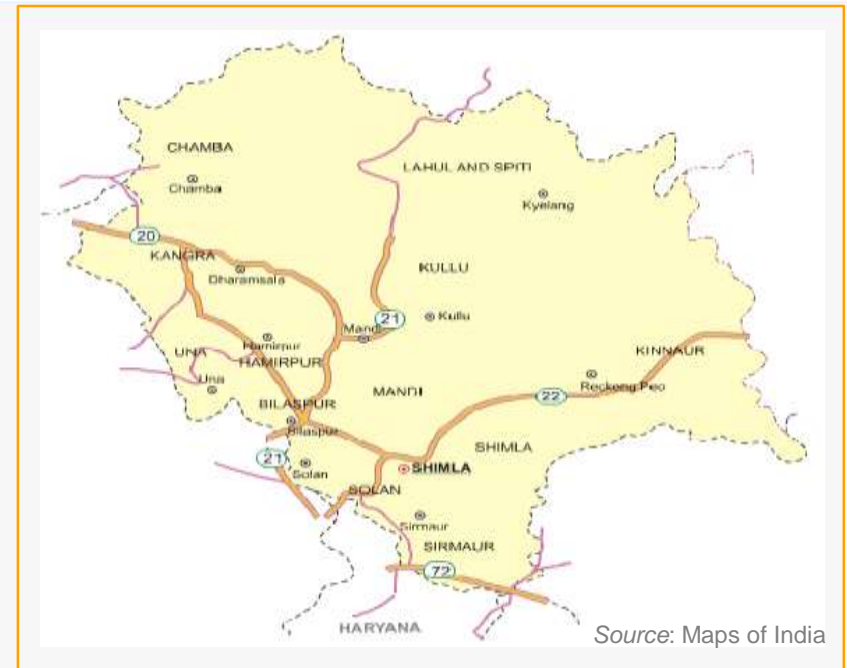 CHAMBA
Chamba
LAHUL AND SPITI
Kyelang
20
KANGRA
Dharamsala
KULLU
21
Kullu
Mandi
Hamirpur
UNA
HAMIRPUR
Una
KINNAUR
Reckong Peo
MANDI
22
BILASPUR
Bilaspur
SHIMLA
21
Solan
SHIMLA
SOLAN
Sirmaur
SIRMAUR
72
HARYANA
Source: Maps of India